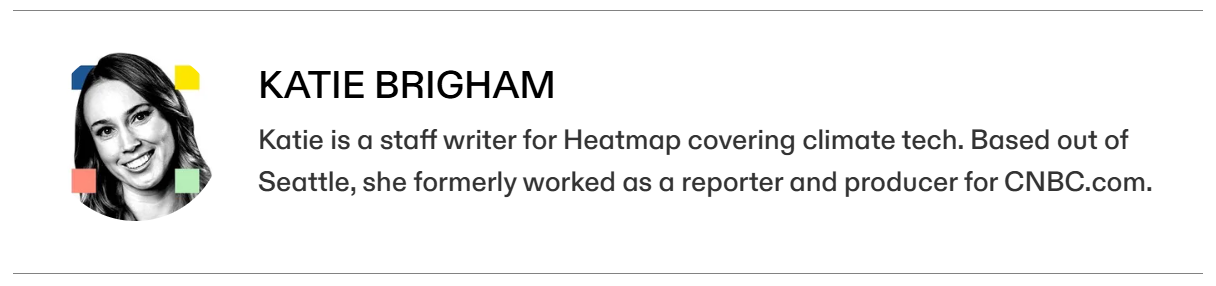 KATIE BRIGHAM
Katie is a staff writer for Heatmap covering climate tech. Based out of
Seattle, she formerly worked as a reporter and producer for CNBC.com.